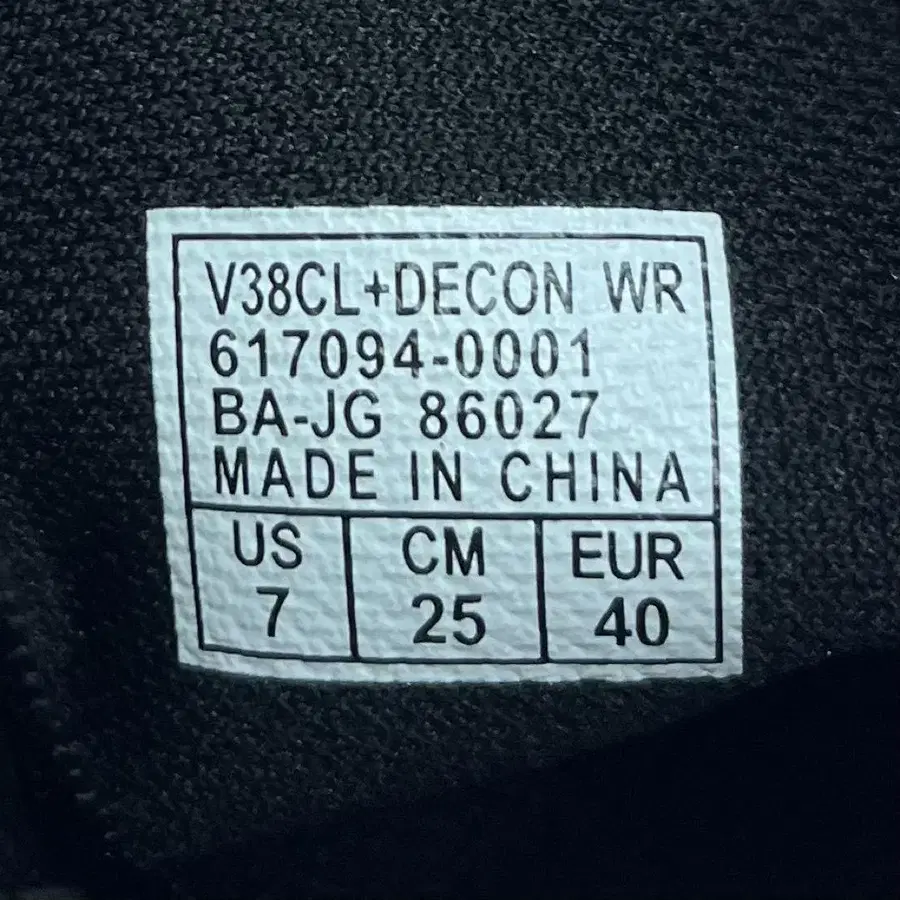 V38CL+DECON WR
617094-0001
BA-JG 86027
MADE IN CHINA
US CM EUR
7 25 40